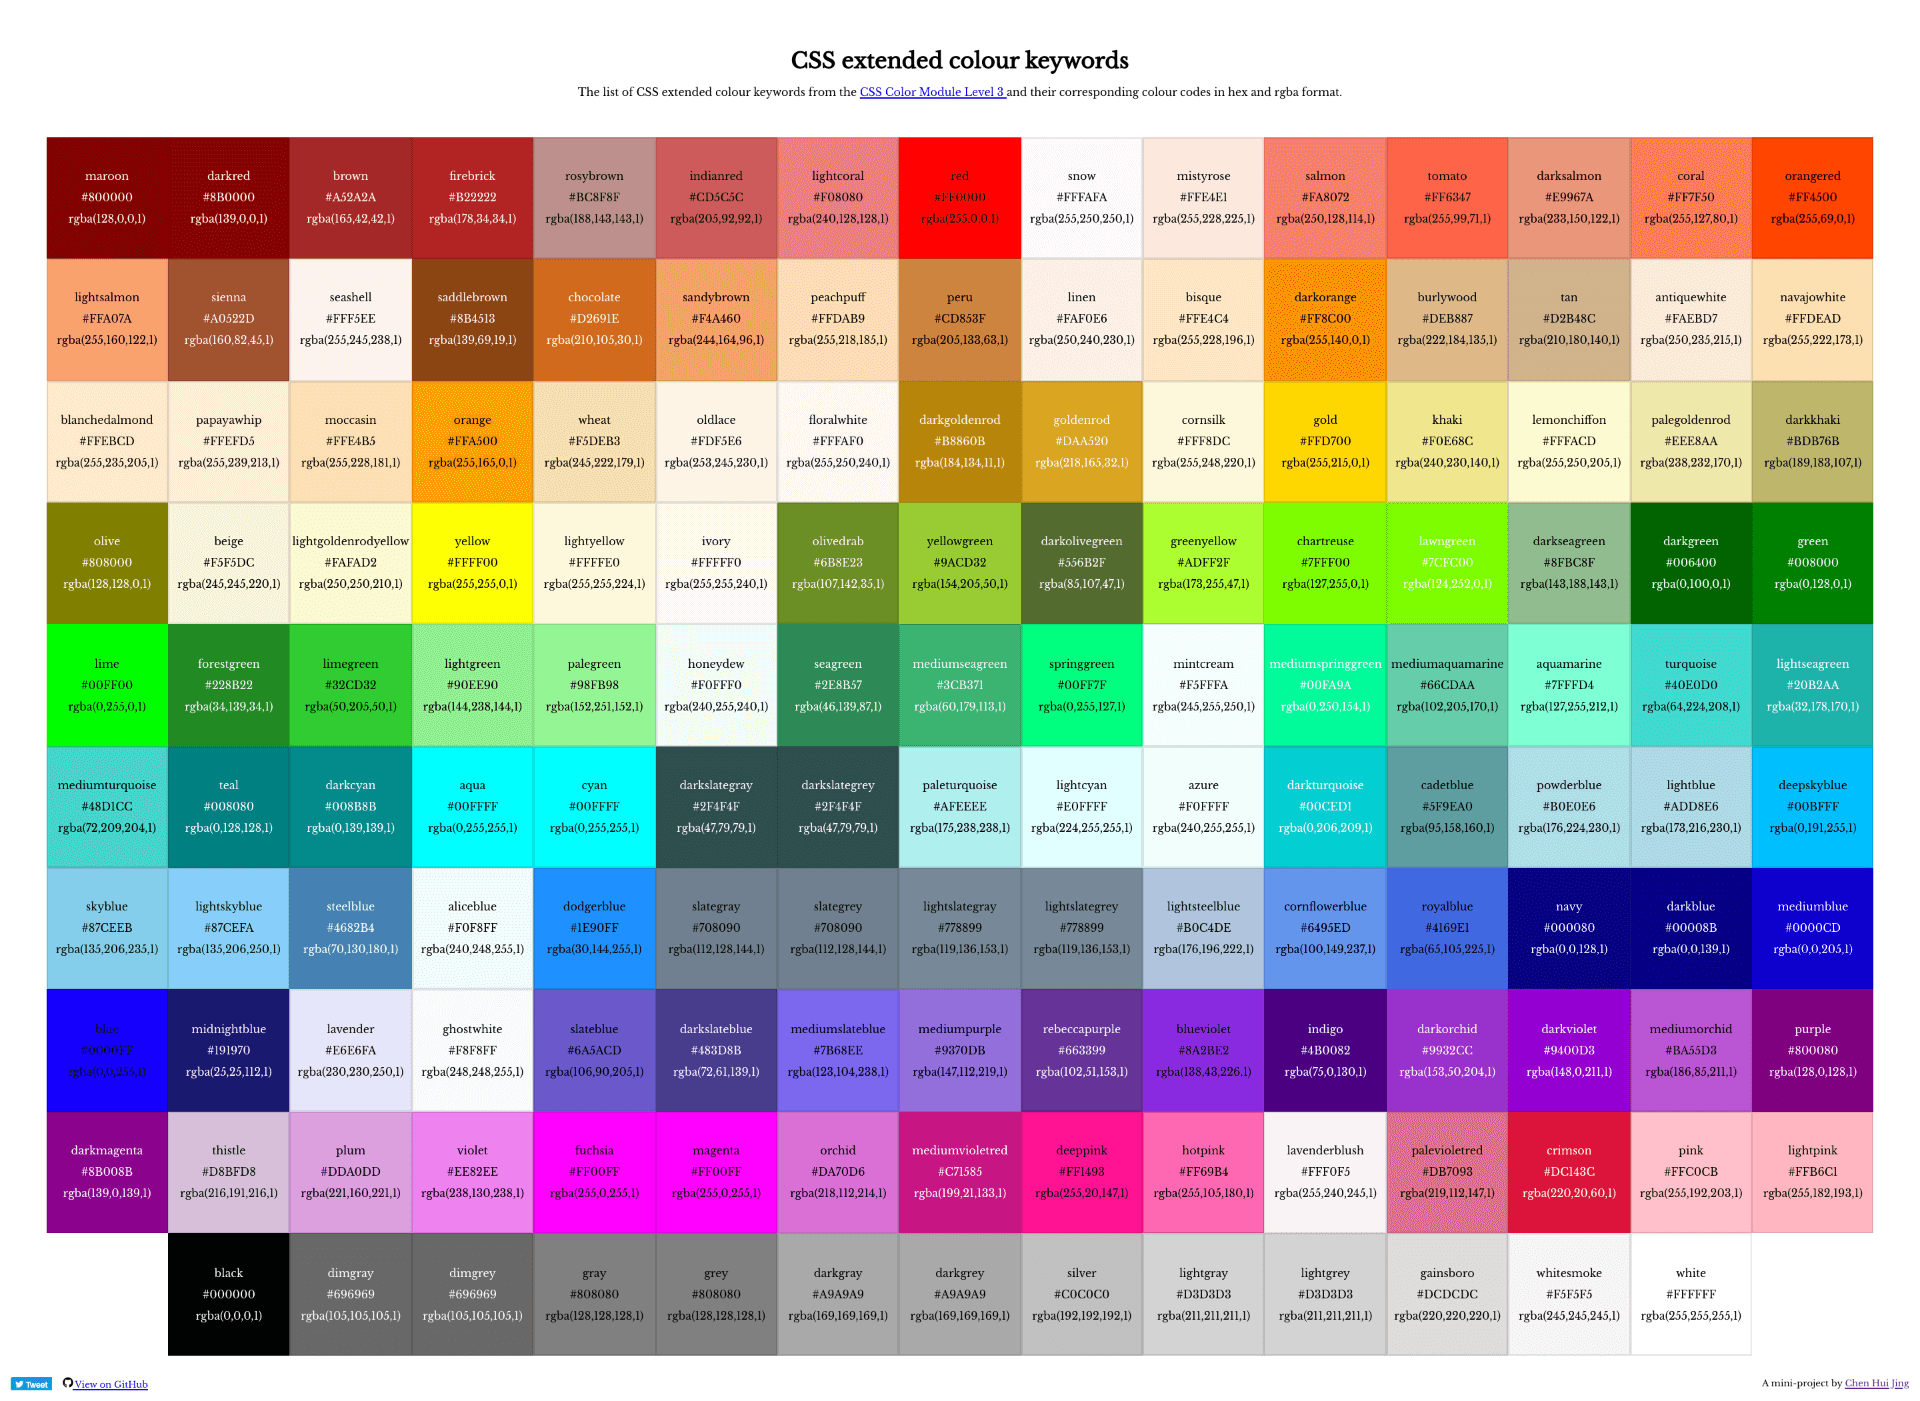 CSS extended colour keywords
The list of CSS extended colour keywords from the CSS Color Module Level 3 and their corresponding colour codes in hex and rgba format.
maroon
#800000
rgba(128,0,0,1)
darkred
#8B0000
rgba(139,0,0,1)
brown
#A52A2A
rgba(165,42,42,1)
firebrick
#B22222
rgba(178,34,34,1)
rosybrown
#BC8F8F
rgba(188,143,143,1)
indianred
#CD5C5C
rgba(205,92,92,1)
lightcoral
#F08080
rgba(240,128,128,1)
red
#FF0000
rgba(255,0,0,1)
snow
#FFFAFA
rgba(255,250,250,1)
mistyrose
#FFE4E1
rgba(255,228,225,1)
salmon
#FA8072
rgba(250,128,114,1)
tomato
#FF6347
rgba(255,99,71,1)
darksalmon
#E9967A
rgba(233,150,122,1)
coral
#FF7F50
rgba(255,127,80,1)
orangered
#FF4500
rgba(255,69,0,1)
lightsalmon
#FFA07A
rgba(255,160,122,1)
sienna
#A0522D
rgba(160,82,45,1)
seashell
#FFF5EE
rgba(255,245,238,1)
saddlebrown
#8B4513
rgba(139,69,19,1)
chocolate
#D2691E
rgba(210,105,30,1)
sandybrown
#F4A460
rgba(244,164,96,1)
peachpuff
#FFDAB9
rgba(255,218,185,1)
peru
#CD853F
rgba(205,133,63,1)
linen
#FAF0E6
rgba(250,240,230,1)
bisque
#FFE4C4
rgba(255,228,196,1)
darkorange
#FF8C00
rgba(255,140,0,1)
burlywood
#DEB887
rgba(222,184,135,1)
tan
#D2B48C
rgba(210,180,140,1)
antiquewhite
#FAEBD7
rgba(250,235,215,1)
navajowhite
#FFDEAD
rgba(255,222,173,1)
blanchedalmond
#FFEBCD
rgba(255,235,205,1)
papayawhip
#FFEFD5
rgba(255,239,213,1)
moccasin
#FFE4B5
rgba(255,228,181,1)
orange
#FFA500
rgba(255,165,0,1)
wheat
#F5DEB3
rgba(245,222,179,1)
oldlace
#FDF5E6
rgba(253,245,230,1)
floralwhite
#FFFAF0
rgba(255,250,240,1)
darkgoldenrod
#B8860B
rgba(184,134,11,1)
goldenrod
#DAA520
rgba(218,165,32,1)
cornsilk
#FFF8DC
rgba(255,248,220,1)
gold
#FFD700
rgba(255,215,0,1)
khaki
#F0E68C
rgba(240,230,140,1)
lemonchiffon
#FFFACD
rgba(255,250,205,1)
palegoldenrod
#EEE8AA
rgba(238,232,170,1)
darkkhaki
#BDB76B
rgba(189,183,107,1)
olive
#808000
rgba(128,128,0,1)
beige
#F5F5DC
rgba(245,245,220,1)
lightgoldenrodyellow
#FAFAD2
rgba(250,250,210,1)
yellow
#FFFF00
rgba(255,255,0,1)
lightyellow
#FFFFE0
rgba(255,255,224,1)
ivory
#FFFFF0
rgba(255,255,240,1)
olivedrab
#6B8E23
rgba(107,142,35,1)
yellowgreen
#9ACD32
rgba(154,205,50,1)
darkolivegreen
#556B2F
rgba(85,107,47,1)
greenyellow
#ADFF2F
rgba(173,255,47,1)
chartreuse
#7FFF00
rgba(127,255,0,1)
lawngreen
#7CFC00
rgba(124,252,0,1)
darkseagreen
#8FBC8F
rgba(143,188,143,1)
darkgreen
#006400
rgba(0,100,0,1)
green
#008000
rgba(0,128,0,1)
lime
#00FF00
rgba(0,255,0,1)
forestgreen
#228B22
rgba(34,139,34,1)
limegreen
#32CD32
rgba(50,205,50,1)
lightgreen
#90EE90
rgba(144,238,144,1)
palegreen
#98FB98
rgba(152,251,152,1)
honeydew
#F0FFF0
rgba(240,255,240,1)
seagreen
#2E8B57
rgba(46,139,87,1)
mediumseagreen
#3CB371
rgba(60,179,113,1)
springgreen
#00FF7F
rgba(0,255,127,1)
mintcream
#F5FFFA
rgba(245,255,250,1)
mediumspringgreen
#00FA9A
rgba(0,250,154,1)
mediumaquamarine
#66CDAA
rgba(102,205,170,1)
aquamarine
#7FFFD4
rgba(127,255,212,1)
turquoise
#40E0D0
rgba(64,224,208,1)
lightseagreen
#20B2AA
rgba(32,178,170,1)
mediumturquoise
#48D1CC
rgba(72,209,204,1)
teal
#008080
rgba(0,128,128,1)
darkcyan
#008B8B
rgba(0,139,139,1)
aqua
#00FFFF
rgba(0,255,255,1)
cyan
#00FFFF
rgba(0,255,255,1)
darkslategray
#2F4F4F
rgba(47,79,79,1)
darkslategrey
#2F4F4F
rgba(47,79,79,1)
paleturquoise
#AFEEEE
rgba(175,238,238,1)
lightcyan
#E0FFFF
rgba(224,255,255,1)
azure
#F0FFFF
rgba(240,255,255,1)
darkturquoise
#00CED1
rgba(0,206,209,1)
cadetblue
#5F9EA0
rgba(95,158,160,1)
powderblue
#B0E0E6
rgba(176,224,230,1)
lightblue
#ADD8E6
rgba(173,216,230,1)
deepskyblue
#00BFFF
rgba(0,191,255,1)
skyblue
#87CEEB
rgba(135,206,235,1)
lightskyblue
#87CEFA
rgba(135,206,250,1)
steelblue
#4682B4
rgba(70,130,180,1)
aliceblue
#F0F8FF
rgba(240,248,255,1)
dodgerblue
#1E90FF
rgba(30,144,255,1)
slategray
#708090
rgba(112,128,144,1)
slategrey
#708090
rgba(112,128,144,1)
lightslategray
#778899
rgba(119,136,153,1)
lightslategrey
#778899
rgba(119,136,153,1)
lightsteelblue
#B0C4DE
rgba(176,196,222,1)
cornflowerblue
#6495ED
rgba(100,149,237,1)
royalblue
#4169E1
rgba(65,105,225,1)
navy
#000080
rgba(0,0,128,1)
darkblue
#00008B
rgba(0,0,139,1)
mediumblue
#0000CD
rgba(0,0,205,1)
blue
#0000FF
rgba(0,0,255,1)
midnightblue
#191970
rgba(25,25,112,1)
lavender
#E6E6FA
rgba(230,230,250,1)
ghostwhite
#F8F8FF
rgba(248,248,255,1)
slateblue
#6A5ACD
rgba(106,90,205,1)
darkslateblue
#483D8B
rgba(72,61,139,1)
mediumslateblue
#7B68EE
rgba(123,104,238,1)
mediumpurple
#9370DB
rgba(147,112,219,1)
rebeccapurple
#663399
rgba(102,51,153,1)
blueviolet
#8A2BE2
rgba(138,43,226,1)
indigo
#4B0082
rgba(75,0,130,1)
darkorchid
#9932CC
rgba(153,50,204,1)
darkviolet
#9400D3
rgba(148,0,211,1)
mediumorchid
#BA55D3
rgba(186,85,211,1)
purple
#800080
rgba(128,0,128,1)
darkmagenta
#8B008B
rgba(139,0,139,1)
thistle
#D8BFD8
rgba(216,191,216,1)
plum
#DDA0DD
rgba(221,160,221,1)
violet
#EE82EE
rgba(238,130,238,1)
fuchsia
#FF00FF
rgba(255,0,255,1)
magenta
#FF00FF
rgba(255,0,255,1)
orchid
#DA70D6
rgba(218,112,214,1)
mediumvioletred
#C71585
rgba(199,21,133,1)
deeppink
#FF1493
rgba(255,20,147,1)
hotpink
#FF69B4
rgba(255,105,180,1)
lavenderblush
#FFF0F5
rgba(255,240,245,1)
palevioletred
#DB7093
rgba(219,112,147,1)
crimson
#DC143C
rgba(220,20,60,1)
pink
#FFC0CB
rgba(255,192,203,1)
lightpink
#FFB6C1
rgba(255,182,193,1)
black
#000000
rgba(0,0,0,1)
dimgray
#696969
rgba(105,105,105,1)
dimgrey
#696969
rgba(105,105,105,1)
gray
#808080
rgba(128,128,128,1)
grey
#808080
rgba(128,128,128,1)
darkgray
#A9A9A9
rgba(169,169,169,1)
darkgrey
#A9A9A9
rgba(169,169,169,1)
silver
#C0C0C0
rgba(192,192,192,1)
lightgray
#D3D3D3
rgba(211,211,211,1)
lightgrey
#D3D3D3
rgba(211,211,211,1)
gainsboro
#DCDCDC
rgba(220,220,220,1)
whitesmoke
#F5F5F5
rgba(245,245,245,1)
white
#FFFFFF
rgba(255,255,255,1)
Tweet
View on GitHub
A mini-project by Chen Hui Jing